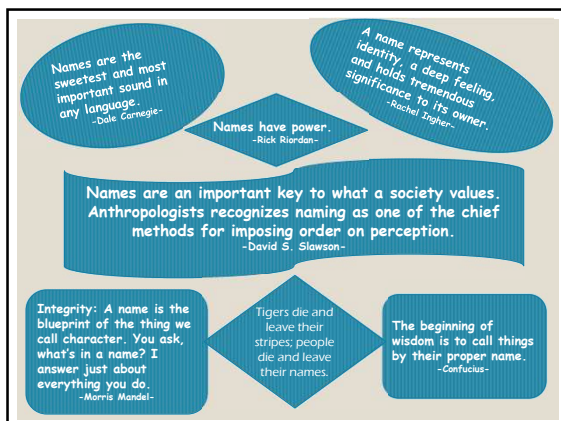 Names are the
sweetest and most
important sound in
any language.
-Dale Carnegie-
A name represents
identity, a deep feeling,
and holds tremendous
significance to its owner.
-Rachel Ingher-
Names have power.
-Rick Riordan-
Names are an important key to what a society values.
Anthropologists recognizes naming as one of the chief
methods for imposing order on perception.
-David S. Slawson-
Integrity: A name is the
blueprint of the thing we
call character. You ask,
what's in a name? I
answer just about
everything you do.
-Morris Mandel-
Tigers die and
leave their
stripes; people
die and leave
their names.
The beginning of
wisdom is to call things
by their proper name.
-Confucius-